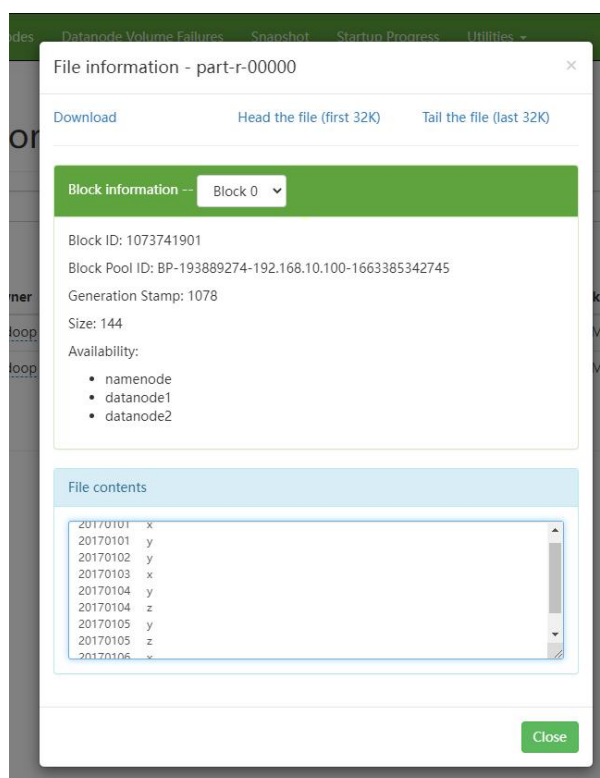 Datanode Volume Failures Snapshot Startup Progress Utilities
File information - part-r-00000 ×
Download Head the file (first 32K) Tail the file (last 32K)
Block information -- Block 0
Block ID: 1073741901
Block Pool ID: BP-193889274-192.168.10.100-1663385342745
Generation Stamp: 1078
Size: 144
Availability:
namenode
datanode1
datanode2
File contents
20170101 x
20170101 y
20170102 y
20170103 x
20170104 y
20170104 z
20170105 y
20170105 z
20170106
Close